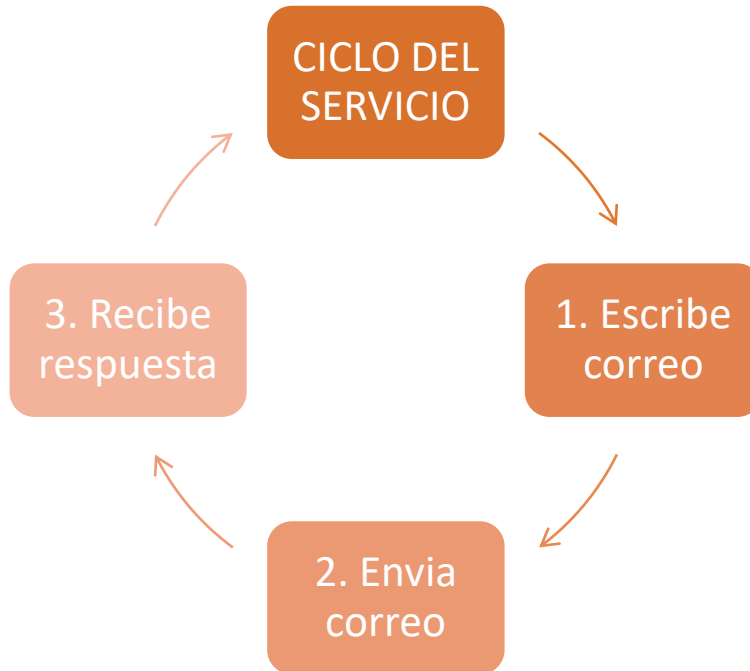 CICLO DEL
SERVICIO
1. Escribe
correo
2. Envia
correo
3. Recibe
respuesta